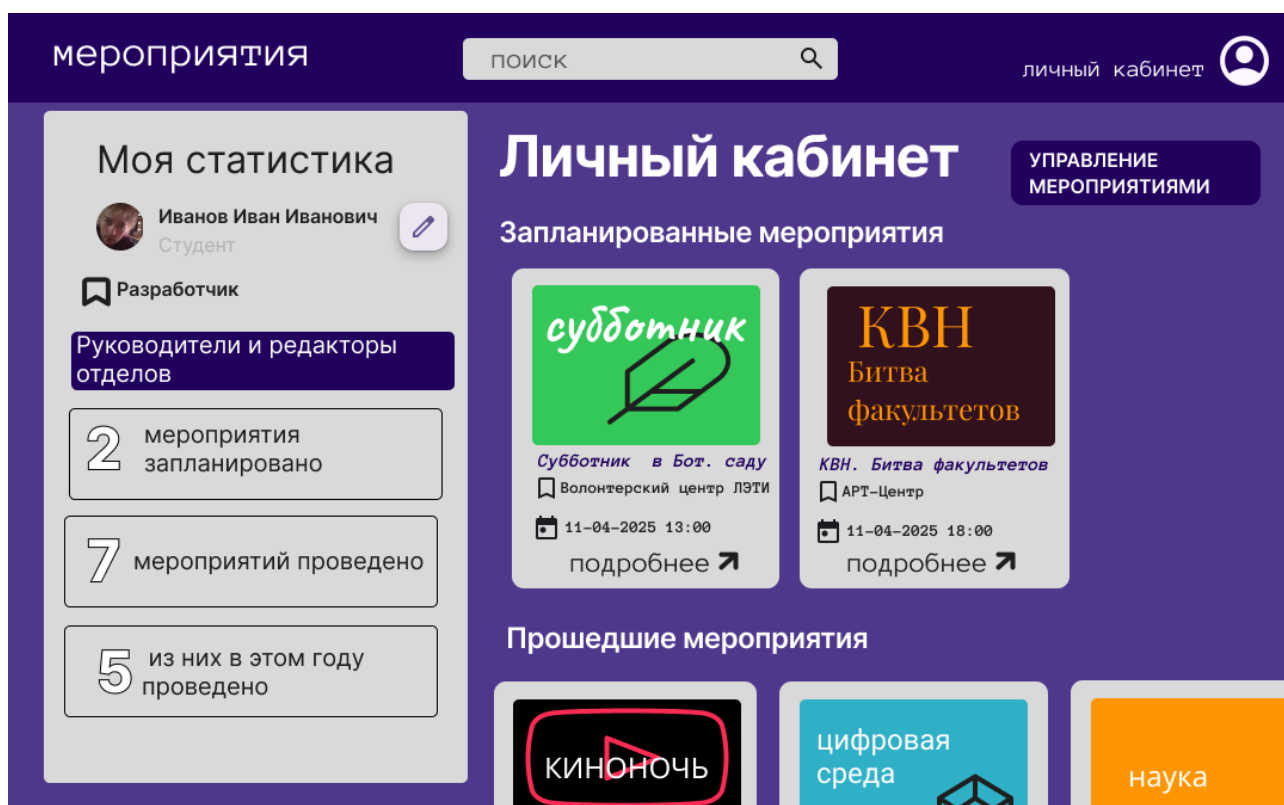 мероприятия
поиск
личный кабинет
Моя статистика
Иванов Иван Иванович
Студент
Разработчик
Руководители и редакторы
отделов
2
мероприятия
запланировано
7
мероприятий проведено
5
из них в этом году
проведено
Личный кабинет
УПРАВЛЕНИЕ
МЕРОПРИЯТИЯМИ
Запланированные мероприятия
субботник
Субботник в Бот. саду
Волонтерский центр ЛЭТИ
11-04-2025 13:00
подробнее
КВН
Битва
факультетов
КВН. Битва факультетов
АРТ-Центр
11-04-2025 18:00
подробнее
Прошедшие мероприятия
КИНОНОЧЬ
цифровая
среда
наука